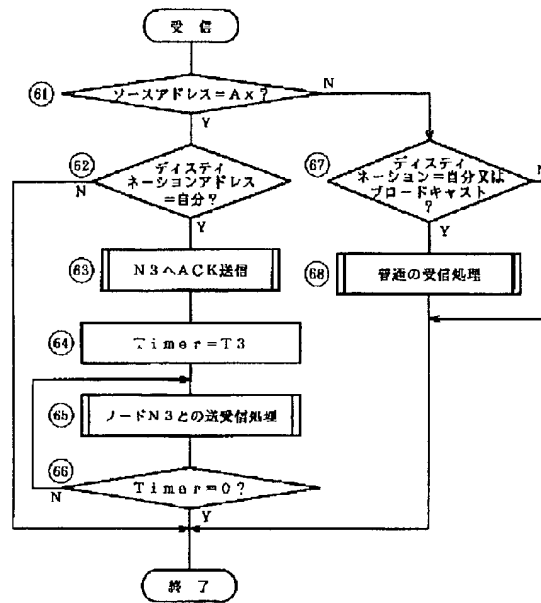 受信
61
ソースアドレス＝Ax？
N
Y
62
ディスティ
ネーションアドレス
＝自分？
N
Y
67
ディスティ
ネーション＝自分又は
ブロードキャスト
？
N
Y
63
N3へACK送信
68
普通の受信処理
64
Timer＝T3
65
ノードN3との送受信処理
66
Timer＝0？
N
Y
終了